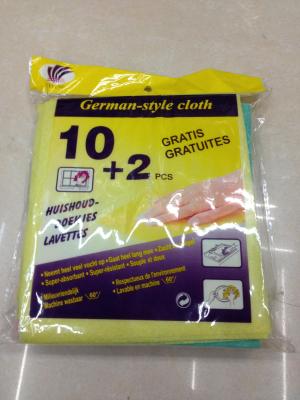 German-style cloth
10 +2 PCS
GRATIS
GRATUITES
HUISHOUD-
DOEKJES
LAVETTES
• Neemt heel veel vocht op • Gaat heel lang mee • Zacht
• Super-absorbant • Super-résistant • Souple et doux
Milieuvriendelijk
Machine wasbaar 60°
• Respectueux de l'environnement
• Lavable en machine 60°